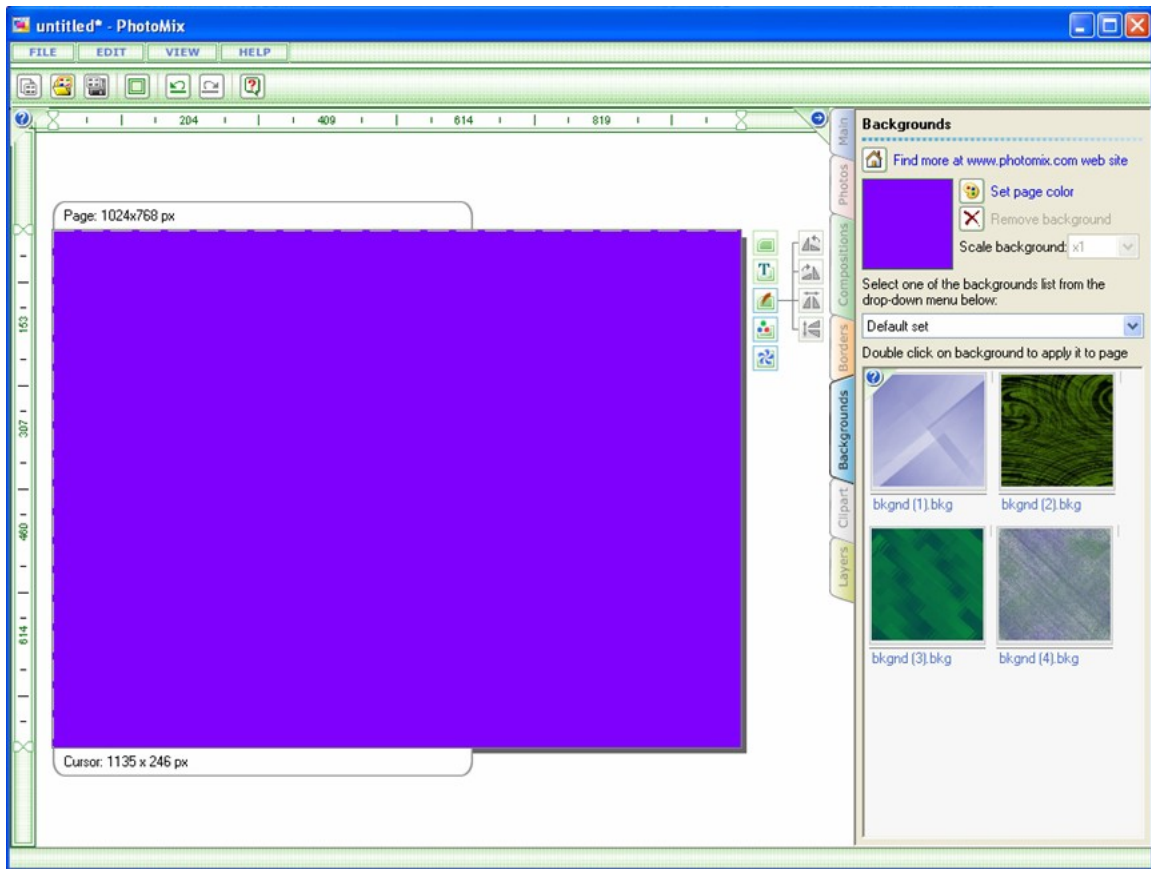 untitled* - PhotoMix
FILE EDIT VIEW HELP
204 409 614 819
Page: 1024x768 px
153
307
460
614
Cursor: 1135 x 246 px
Main
Photos
Compositions
Borders
Backgrounds
Clipart
Layers
Backgrounds
Find more at www.photomix.com web site
Set page color
Remove background
Scale background: x1
Select one of the backgrounds list from the
drop-down menu below:
Default set
Double click on background to apply it to page
bkgnd (1).bkg bkgnd (2).bkg
bkgnd (3).bkg bkgnd (4).bkg